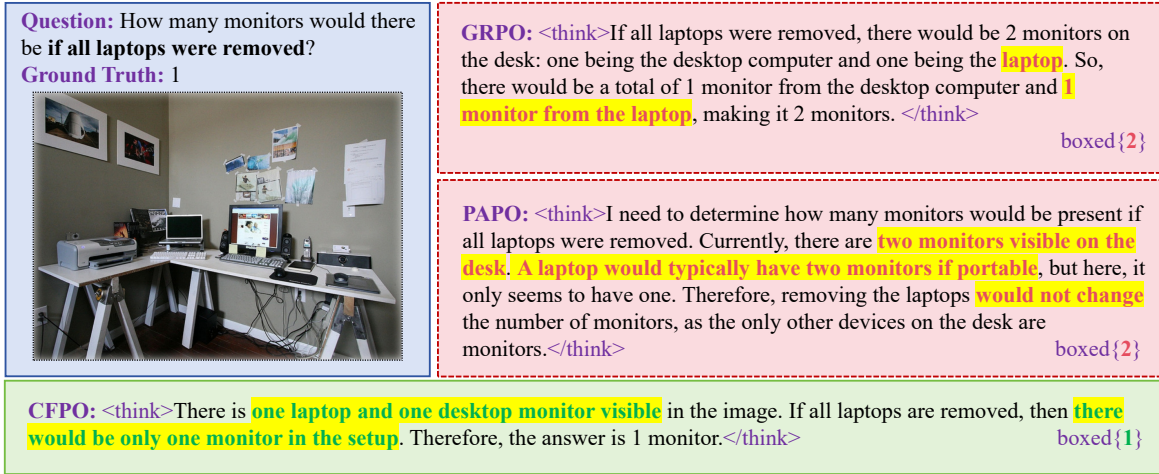 Question: How many monitors would there
be if all laptops were removed?
Ground Truth: 1
GRPO: <think>If all laptops were removed, there would be 2 monitors on
the desk: one being the desktop computer and one being the laptop. So,
there would be a total of 1 monitor from the desktop computer and 1
monitor from the laptop, making it 2 monitors. </think>
boxed{2}
PAPO: <think>I need to determine how many monitors would be present if
all laptops were removed. Currently, there are two monitors visible on the
desk. A laptop would typically have two monitors if portable, but here, it
only seems to have one. Therefore, removing the laptops would not change
the number of monitors, as the only other devices on the desk are
monitors.</think> boxed{2}
CFPO: <think>There is one laptop and one desktop monitor visible in the image. If all laptops are removed, then there
would be only one monitor in the setup. Therefore, the answer is 1 monitor.</think> boxed{1}